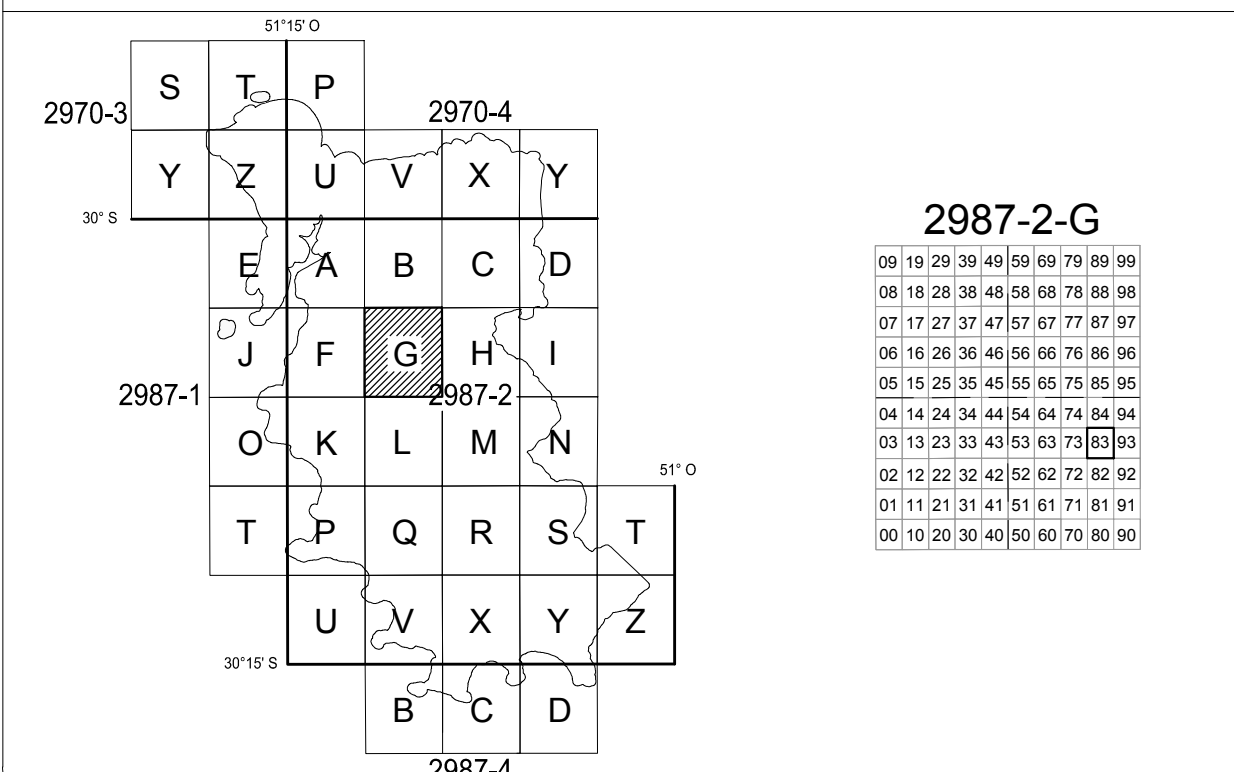 51°15' O
S T P
2970-3
2970-4
Y Z U V X Y
30° S
E A B C D
J F G H I
2987-1
2987-2
O K L M N
51° O
T P Q R S T
U V X Y Z
30°15' S
B C D
2987-4
2987-2-G
09 19 29 39 49 59 69 79 89 99
08 18 28 38 48 58 68 78 88 98
07 17 27 37 47 57 67 77 87 97
06 16 26 36 46 56 66 76 86 96
05 15 25 35 45 55 65 75 85 95
04 14 24 34 44 54 64 74 84 94
03 13 23 33 43 53 63 73 83 93
02 12 22 32 42 52 62 72 82 92
01 11 21 31 41 51 61 71 81 91
00 10 20 30 40 50 60 70 80 90